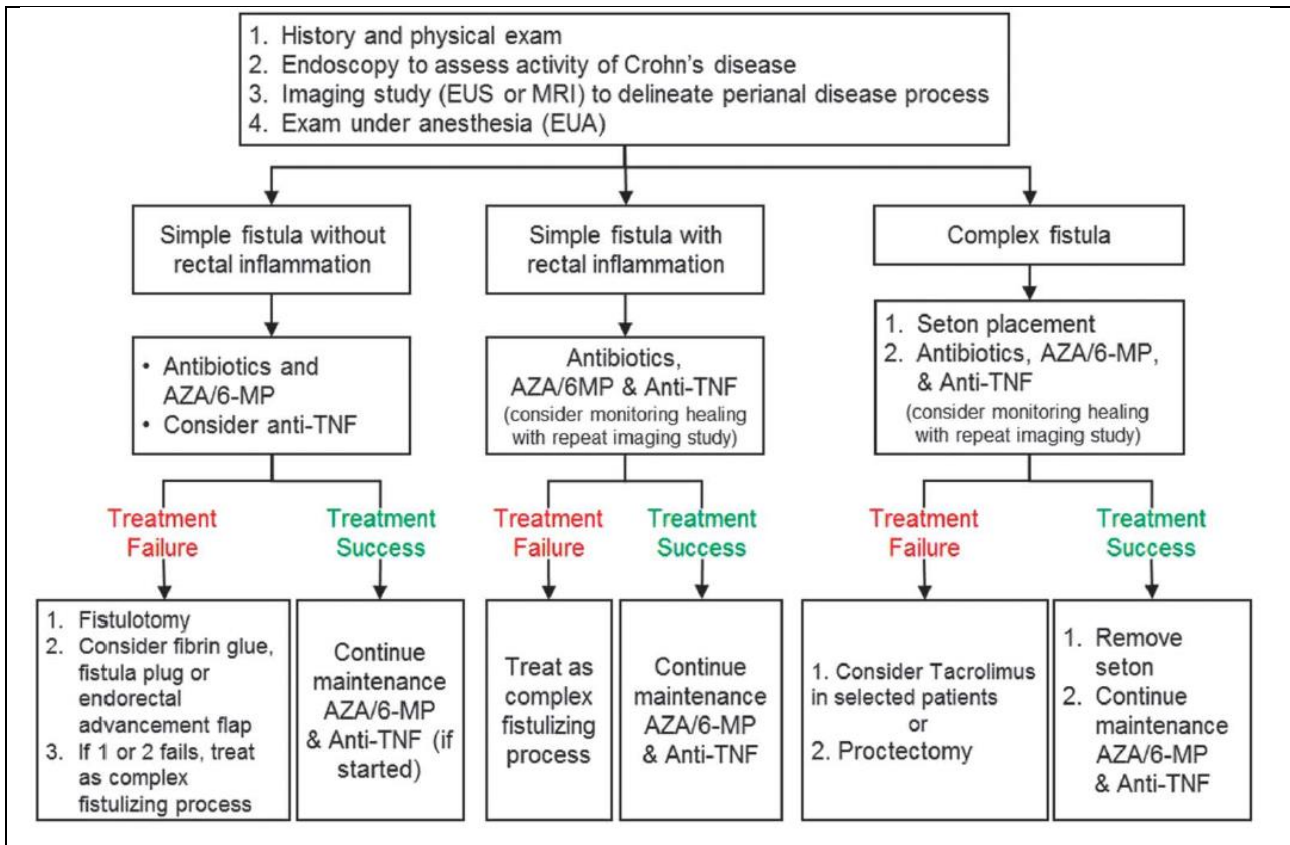 1. History and physical exam
2. Endoscopy to assess activity of Crohn's disease
3. Imaging study (EUS or MRI) to delineate perianal disease process
4. Exam under anesthesia (EUA)
Simple fistula without
rectal inflammation
Simple fistula with
rectal inflammation
Complex fistula
• Antibiotics and
AZA/6-MP
• Consider anti-TNF
Antibiotics,
AZA/6MP & Anti-TNF
(consider monitoring healing
with repeat imaging study)
1. Seton placement
2. Antibiotics, AZA/6-MP,
& Anti-TNF
(consider monitoring healing
with repeat imaging study)
Treatment
Failure
Treatment
Success
Treatment
Failure
Treatment
Success
Treatment
Failure
Treatment
Success
1. Fistulotomy
2. Consider fibrin glue,
fistula plug or
endorectal
advancement flap
3. If 1 or 2 fails, treat
as complex
fistulizing process
Continue
maintenance
AZA/6-MP
& Anti-TNF (if
started)
Treat as
complex
fistulizing
process
Continue
maintenance
AZA/6-MP
& Anti-TNF
1. Consider Tacrolimus
in selected patients
or
2. Proctectomy
1. Remove
seton
2. Continue
maintenance
AZA/6-MP
& Anti-TNF